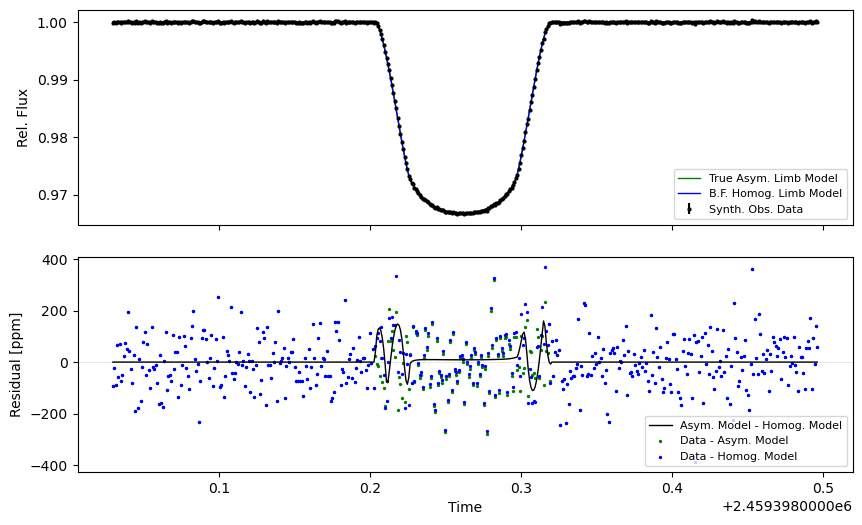 1.00
0.99
0.98
0.97
Rel. Flux
True Asym. Limb Model
B.F. Homog. Limb Model
Synth. Obs. Data
400
200
0
−200
−400
Residual [ppm]
Asym. Model - Homog. Model
Data - Asym. Model
Data - Homog. Model
0.1
0.2
0.3
0.4
0.5
Time
+2.4593980000e6